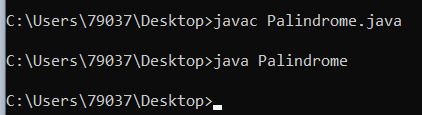 C:\Users\79037\Desktop>javac Palindrome.java
C:\Users\79037\Desktop>java Palindrome
C:\Users\79037\Desktop>